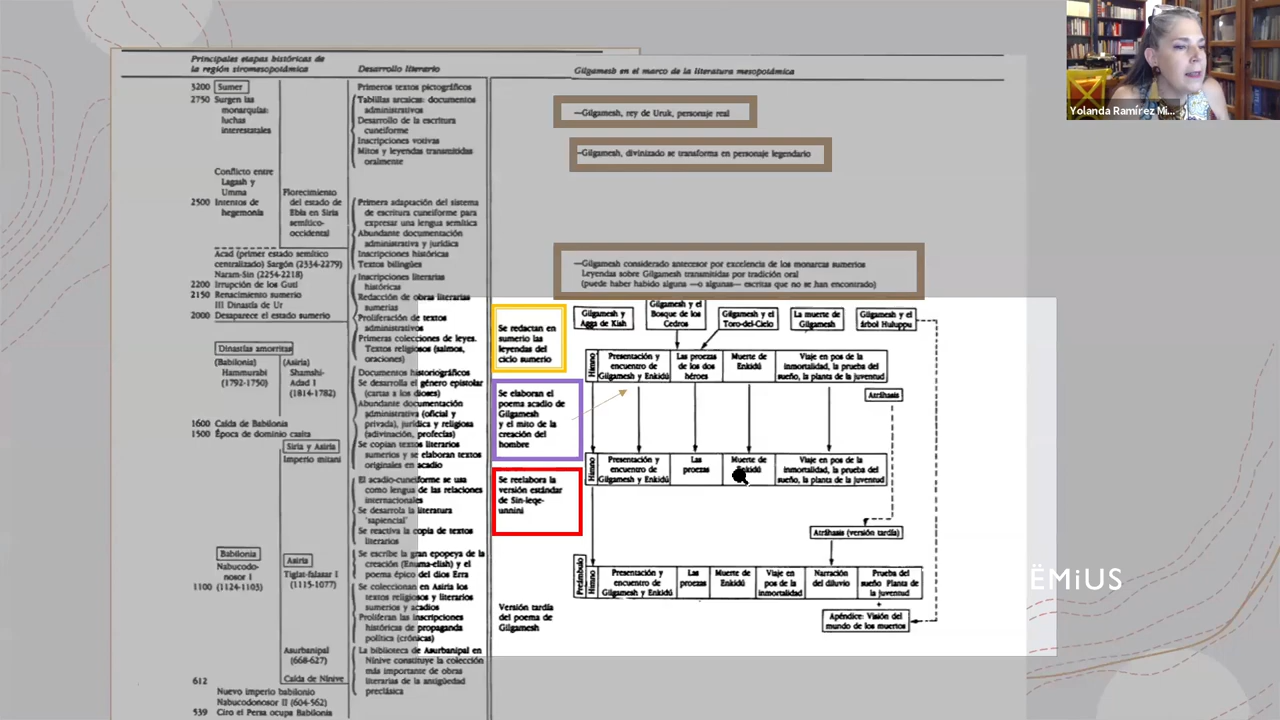 Yolanda Ramírez Mi...
Principales etapas históricas de
la región siromesopotámica
Desarrollo literario
Gilgamesh en el marco de la literatura mesopotámica
3200 Sumer
2750 Surgen las
monarquías:
luchas
interestatales
Conflicto entre
Lagash y
Umma
2500 Intentos de
hegemonía
Florecimiento
del estado de
Ebla en Siria
semítico-
occidental
Acad (primer estado semítico
centralizado) Sargón (2334-2279)
Naram-Sin (2254-2218)
2200 Irrupción de los Guti
2150 Renacimiento sumerio
III Dinastía de Ur
2000 Desaparece el estado sumerio
Dinastías amorritas
(Babilonia)
Hammurabi
(1792-1750)
(Asiria)
Shamshi-
Adad I
(1814-1782)
1600 Caída de Babilonia
1500 Época de dominio casita
Siria y Asiria
Imperio mitani
Babilonia
Nabucodo-
nosor I
1100 (1124-1103)
Asiria
Tiglat-falasar I
(1115-1077)
Asurbanipal
(668-627)
Caída de Nínive
612
Nuevo imperio babilonio
Nabucodonosor II (604-562)
539 Ciro el Persa ocupa Babilonia
Primeros textos pictográficos
Tablillas arcaicas: documentos
administrativos
Desarrollo de la escritura
cuneiforme
Inscripciones votivas
Mitos y leyendas transmitidas
oralmente
Primera adaptación del sistema
de escritura cuneiforme para
expresar una lengua semítica
Abundante documentación
administrativa y jurídica
Inscripciones históricas
Textos bilingües
Inscripciones literarias
históricas
Redacción de obras literarias
sumerias
Proliferación de textos
administrativos
Primeras colecciones de leyes.
Textos religiosos (salmos,
oraciones)
Documentos historiográficos
Se desarrolla el género epistolar
(cartas a los dioses)
Abundante documentación
administrativa (oficial y
privada), jurídica y religiosa
(adivinación, profecías)
Se copian textos literarios
sumerios y se elaboran textos
originales en acadio
El acadio-cuneiforme se usa
como lengua de las relaciones
internacionales
Se desarrolla la literatura
'sapiencial'
Se reactiva la copia de textos
literarios
Se escribe la gran epopeya de la
creación (Enuma-elish) y el
poema épico del dios Erra
Se coleccionan en Asiria los
textos religiosos y literarios
sumerios y acadios
Proliferan las inscripciones
históricas de propaganda
política (crónicas)
La biblioteca de Asurbanipal en
Nínive constituye la colección
más importante de obras
literarias de la antigüedad
preclásica
—Gilgamesh, rey de Uruk, personaje real
—Gilgamesh, divinizado se transforma en personaje legendario
—Gilgamesh considerado antecesor por excelencia de los monarcas sumerios
Leyendas sobre Gilgamesh transmitidas por tradición oral
(puede haber habido alguna —o algunas— escritas que no se han encontrado)
Se redactan en
sumerio las
leyendas del
ciclo sumerio
Gilgamesh y
Agga de Kish
Gilgamesh y el
Bosque de los
Cedros
Gilgamesh y el
Toro-del-Cielo
La muerte de
Gilgamesh
Gilgamesh y el
árbol Huluppu
Himno
Presentación y
encuentro de
Gilgamesh y Enkidú
Las proezas
de los dos
héroes
Muerte de
Enkidú
Viaje en pos de la
inmortalidad, la prueba del
sueño, la planta de la juventud
Se elaboran el
poema acadio de
Gilgamesh
y el mito de la
creación del
hombre
Atrihasis
Se reelabora la
versión estándar
de Sin-leqe-
unnini
Himno
Presentación y
encuentro de
Gilgamesh y Enkidú
Las
proezas
Muerte de
Enkidú
Viaje en pos de la
inmortalidad, la prueba del
sueño, la planta de la juventud
Atrihasis (versión tardía)
Preámbulo
Himno
Presentación y
encuentro de
Gilgamesh y Enkidú
Las
proezas
Muerte de
Enkidú
Viaje en
pos de la
inmortalidad
Narración
del diluvio
Prueba del
sueño Planta de
la juventud
Versión tardía
del poema de
Gilgamesh
Apéndice: Visión del
mundo de los muertos
ËMiUS